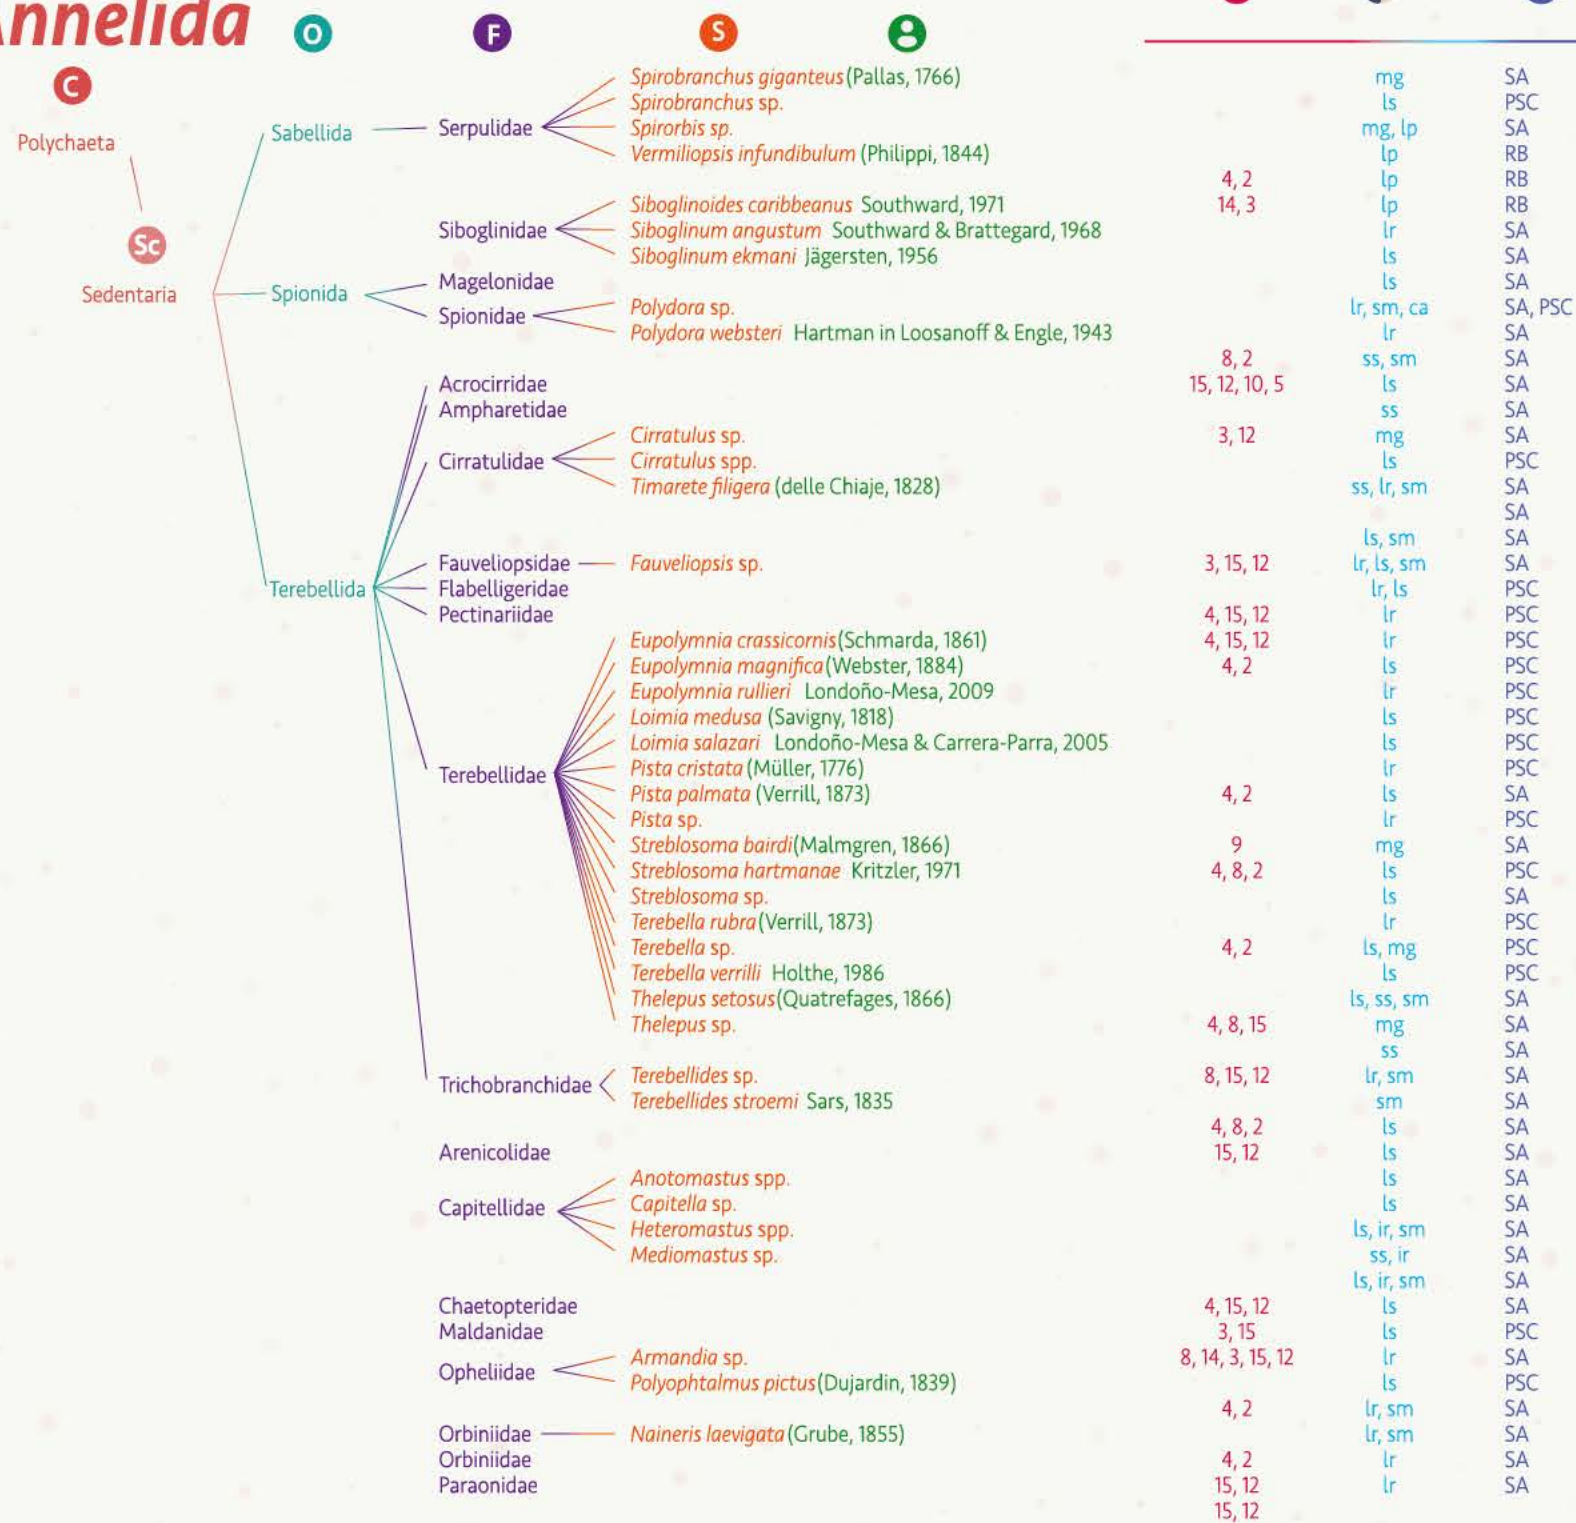 Annelida
O F S
C
Spirobranchus giganteus (Pallas, 1766) mg SA
Spirobranchus sp. ls PSC
Sabellida Serpulidae Spirorbis sp. mg, lp SA
Polychaeta
Vermiliopsis infundibulum (Philippi, 1844) lp RB
4, 2 lp RB
Siboglinoides caribbeanus Southward, 1971 14, 3 lp RB
Siboglinidae Siboglinum angustum Southward & Brattegard, 1968 lr SA
Sc
Siboglinum ekmani Jägersten, 1956 ls SA
Magelonidae ls SA
Sedentaria Spionida
Polydora sp. lr, sm, ca SA, PSC
Spionidae
Polydora websteri Hartman in Loosanoff & Engle, 1943 lr SA
8, 2 ss, sm SA
Acrocirridae 15, 12, 10, 5 ls SA
Ampharetidae ss SA
Cirratulus sp. 3, 12 mg SA
Cirratulidae Cirratulus spp. ls PSC
Timarete filigera (delle Chiaje, 1828) ss, lr, sm SA
SA
ls, sm SA
Fauveliopsidae Fauveliopsis sp. 3, 15, 12 lr, ls, sm SA
Terebellida Flabelligeridae lr, ls PSC
Pectinariidae 4, 15, 12 lr PSC
Eupolymnia crassicornis (Schmarda, 1861) 4, 15, 12 lr PSC
Eupolymnia magnifica (Webster, 1884) 4, 2 ls PSC
Eupolymnia rullieri Londoño-Mesa, 2009 lr PSC
Loimia medusa (Savigny, 1818) ls PSC
Loimia salazari Londoño-Mesa & Carrera-Parra, 2005 ls PSC
Terebellidae Pista cristata (Müller, 1776) lr PSC
Pista palmata (Verrill, 1873) 4, 2 ls SA
Pista sp. lr PSC
Streblosoma bairdi (Malmgren, 1866) 9 mg SA
Streblosoma hartmanae Kritzler, 1971 4, 8, 2 ls PSC
Streblosoma sp. ls SA
Terebella rubra (Verrill, 1873) lr PSC
Terebella sp. 4, 2 ls, mg PSC
Terebella verrilli Holthe, 1986 ls PSC
Thelepus setosus (Quatrefages, 1866) ls, ss, sm SA
Thelepus sp. 4, 8, 15 mg SA
ss SA
Trichobranchidae Terebellides sp. 8, 15, 12 lr, sm SA
Terebellides stroemi Sars, 1835 sm SA
4, 8, 2 ls SA
Arenicolidae 15, 12 ls SA
Anotomastus spp. ls SA
Capitellidae Capitella sp. ls SA
Heteromastus spp. ls, ir, sm SA
Mediomastus sp. ss, ir SA
ls, ir, sm SA
Chaetopteridae 4, 15, 12 ls SA
Maldanidae 3, 15 ls PSC
Opheliidae Armandia sp. 8, 14, 3, 15, 12 lr SA
Polyophtalmus pictus (Dujardin, 1839) ls PSC
4, 2 lr, sm SA
Orbiniidae Naineris laevigata (Grube, 1855) lr, sm SA
Orbiniidae 4, 2 lr SA
Paraonidae 15, 12 lr SA
15, 12